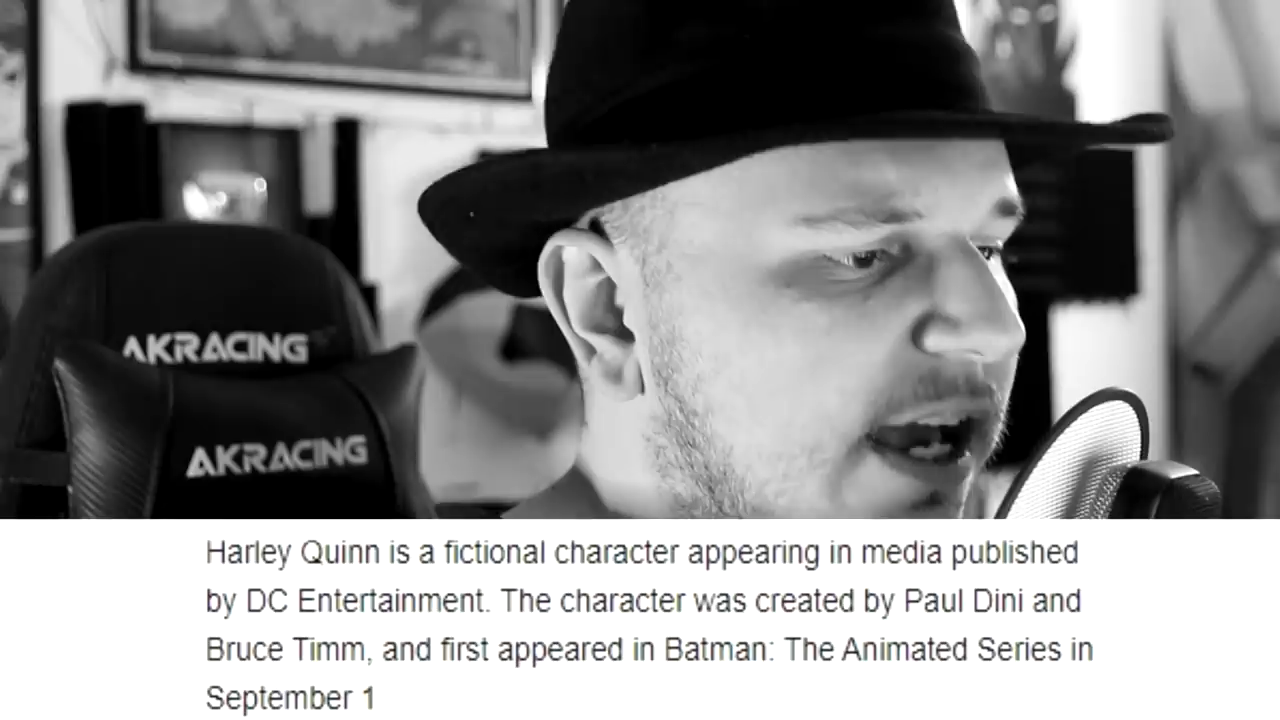 AKRACING
AKRACING
Harley Quinn is a fictional character appearing in media published
by DC Entertainment. The character was created by Paul Dini and
Bruce Timm, and first appeared in Batman: The Animated Series in
September 1